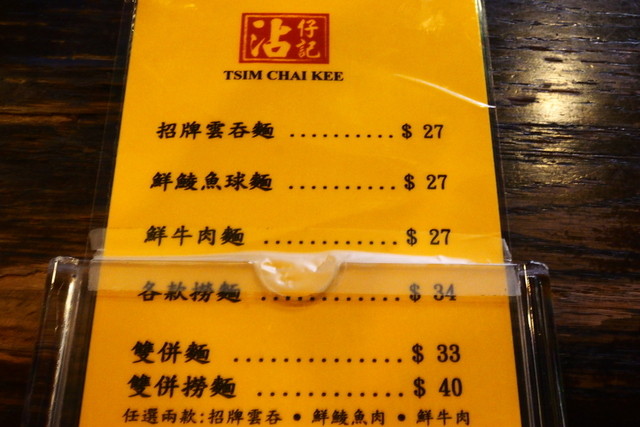 沾仔記
TSIM CHAI KEE
招牌雲吞麵 .......... $ 27
鮮鯪魚球麵 .......... $ 27
鮮牛肉麵 ............ $ 27
各款撈麵 ............ $ 34
雙併麵 .............. $ 33
雙併撈麵 ............ $ 40
任選兩款:招牌雲吞 • 鮮鯪魚肉 • 鮮牛肉